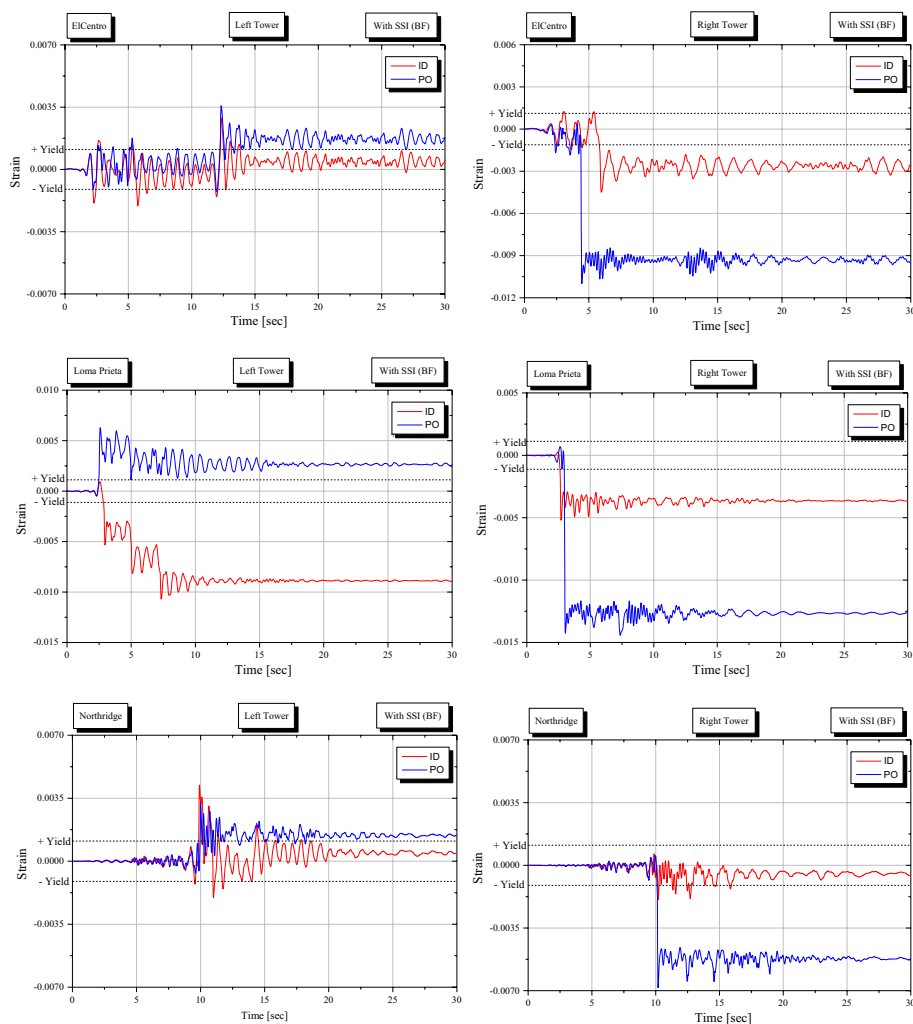 ElCentro Left Tower With SSI (BF)
0.0070
0.0035
+ Yield
0.0000
- Yield
-0.0035
-0.0070
Strain
ID
PO
0 5 10 15 20 25 30
Time [sec]
ElCentro Right Tower With SSI (BF)
0.006
0.003
+ Yield
0.000
- Yield
-0.003
-0.006
-0.009
-0.012
Strain
ID
PO
0 5 10 15 20 25 30
Time [sec]
Loma Prieta Left Tower With SSI (BF)
0.010
0.005
+ Yield
0.000
- Yield
-0.005
-0.010
-0.015
Strain
ID
PO
0 5 10 15 20 25 30
Time [sec]
Loma Prieta Right Tower With SSI (BF)
0.005
+ Yield
0.000
- Yield
-0.005
-0.010
-0.015
Strain
ID
PO
0 5 10 15 20 25 30
Time [sec]
Northridge Left Tower With SSI (BF)
0.0070
0.0035
+ Yield
0.0000
- Yield
-0.0035
-0.0070
Strain
ID
PO
0 5 10 15 20 25 30
Time [sec]
Northridge Right Tower With SSI (BF)
0.0070
0.0035
0.0000
- Yield
-0.0035
-0.0070
Strain
ID
PO
0 5 10 15 20 25 30
Time [sec]